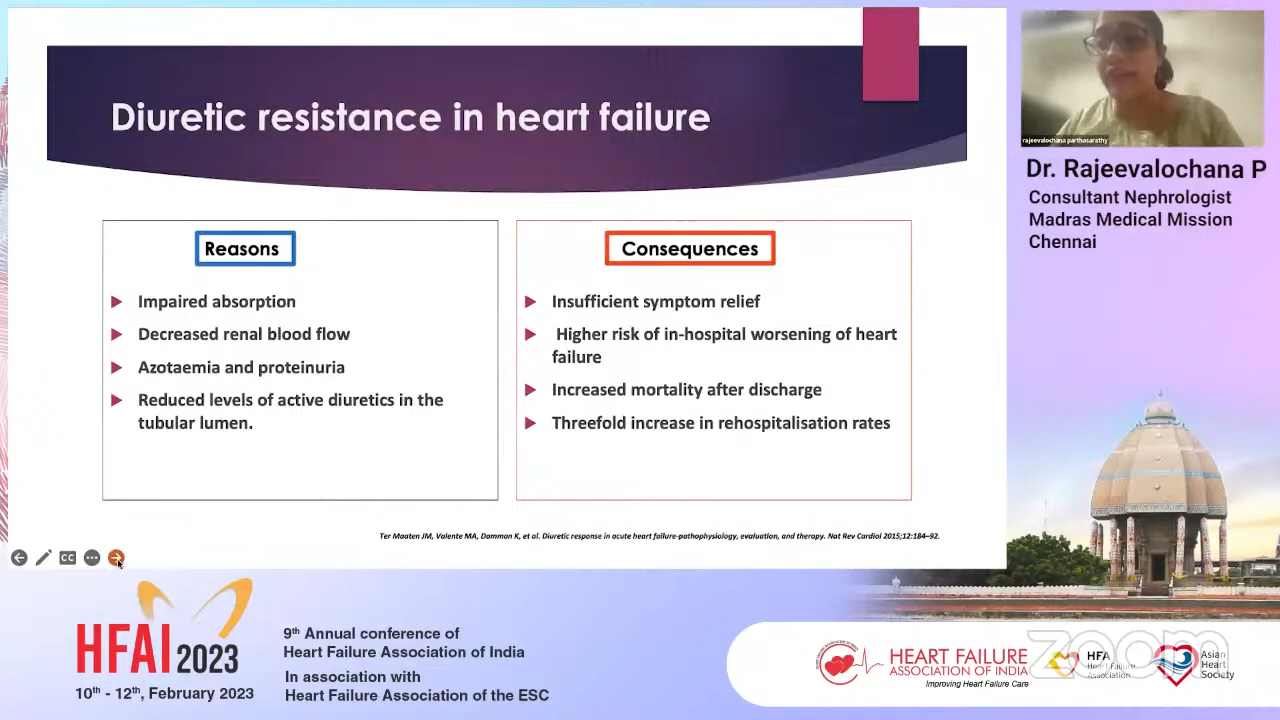 Diuretic resistance in heart failure
Reasons
Impaired absorption
Decreased renal blood flow
Azotaemia and proteinuria
Reduced levels of active diuretics in the
tubular lumen.
Consequences
Insufficient symptom relief
Higher risk of in-hospital worsening of heart
failure
Increased mortality after discharge
Threefold increase in rehospitalisation rates
Ter Maaten JM, Valente MA, Damman K, et al. Diuretic response in acute heart failure-pathophysiology, evaluation, and therapy. Nat Rev Cardiol 2015;12:184–92.
CC
rajeevalochana parthasarathy
Dr. Rajeevalochana P
Consultant Nephrologist
Madras Medical Mission
Chennai
HFAI 2023
10th - 12th, February 2023
9th Annual conference of
Heart Failure Association of India
In association with
Heart Failure Association of the ESC
HEART FAILURE
ASSOCIATION OF INDIA
Improving Heart Failure Care
HFA
Heart Failure
Association
zoom
Asian
Heart
Society